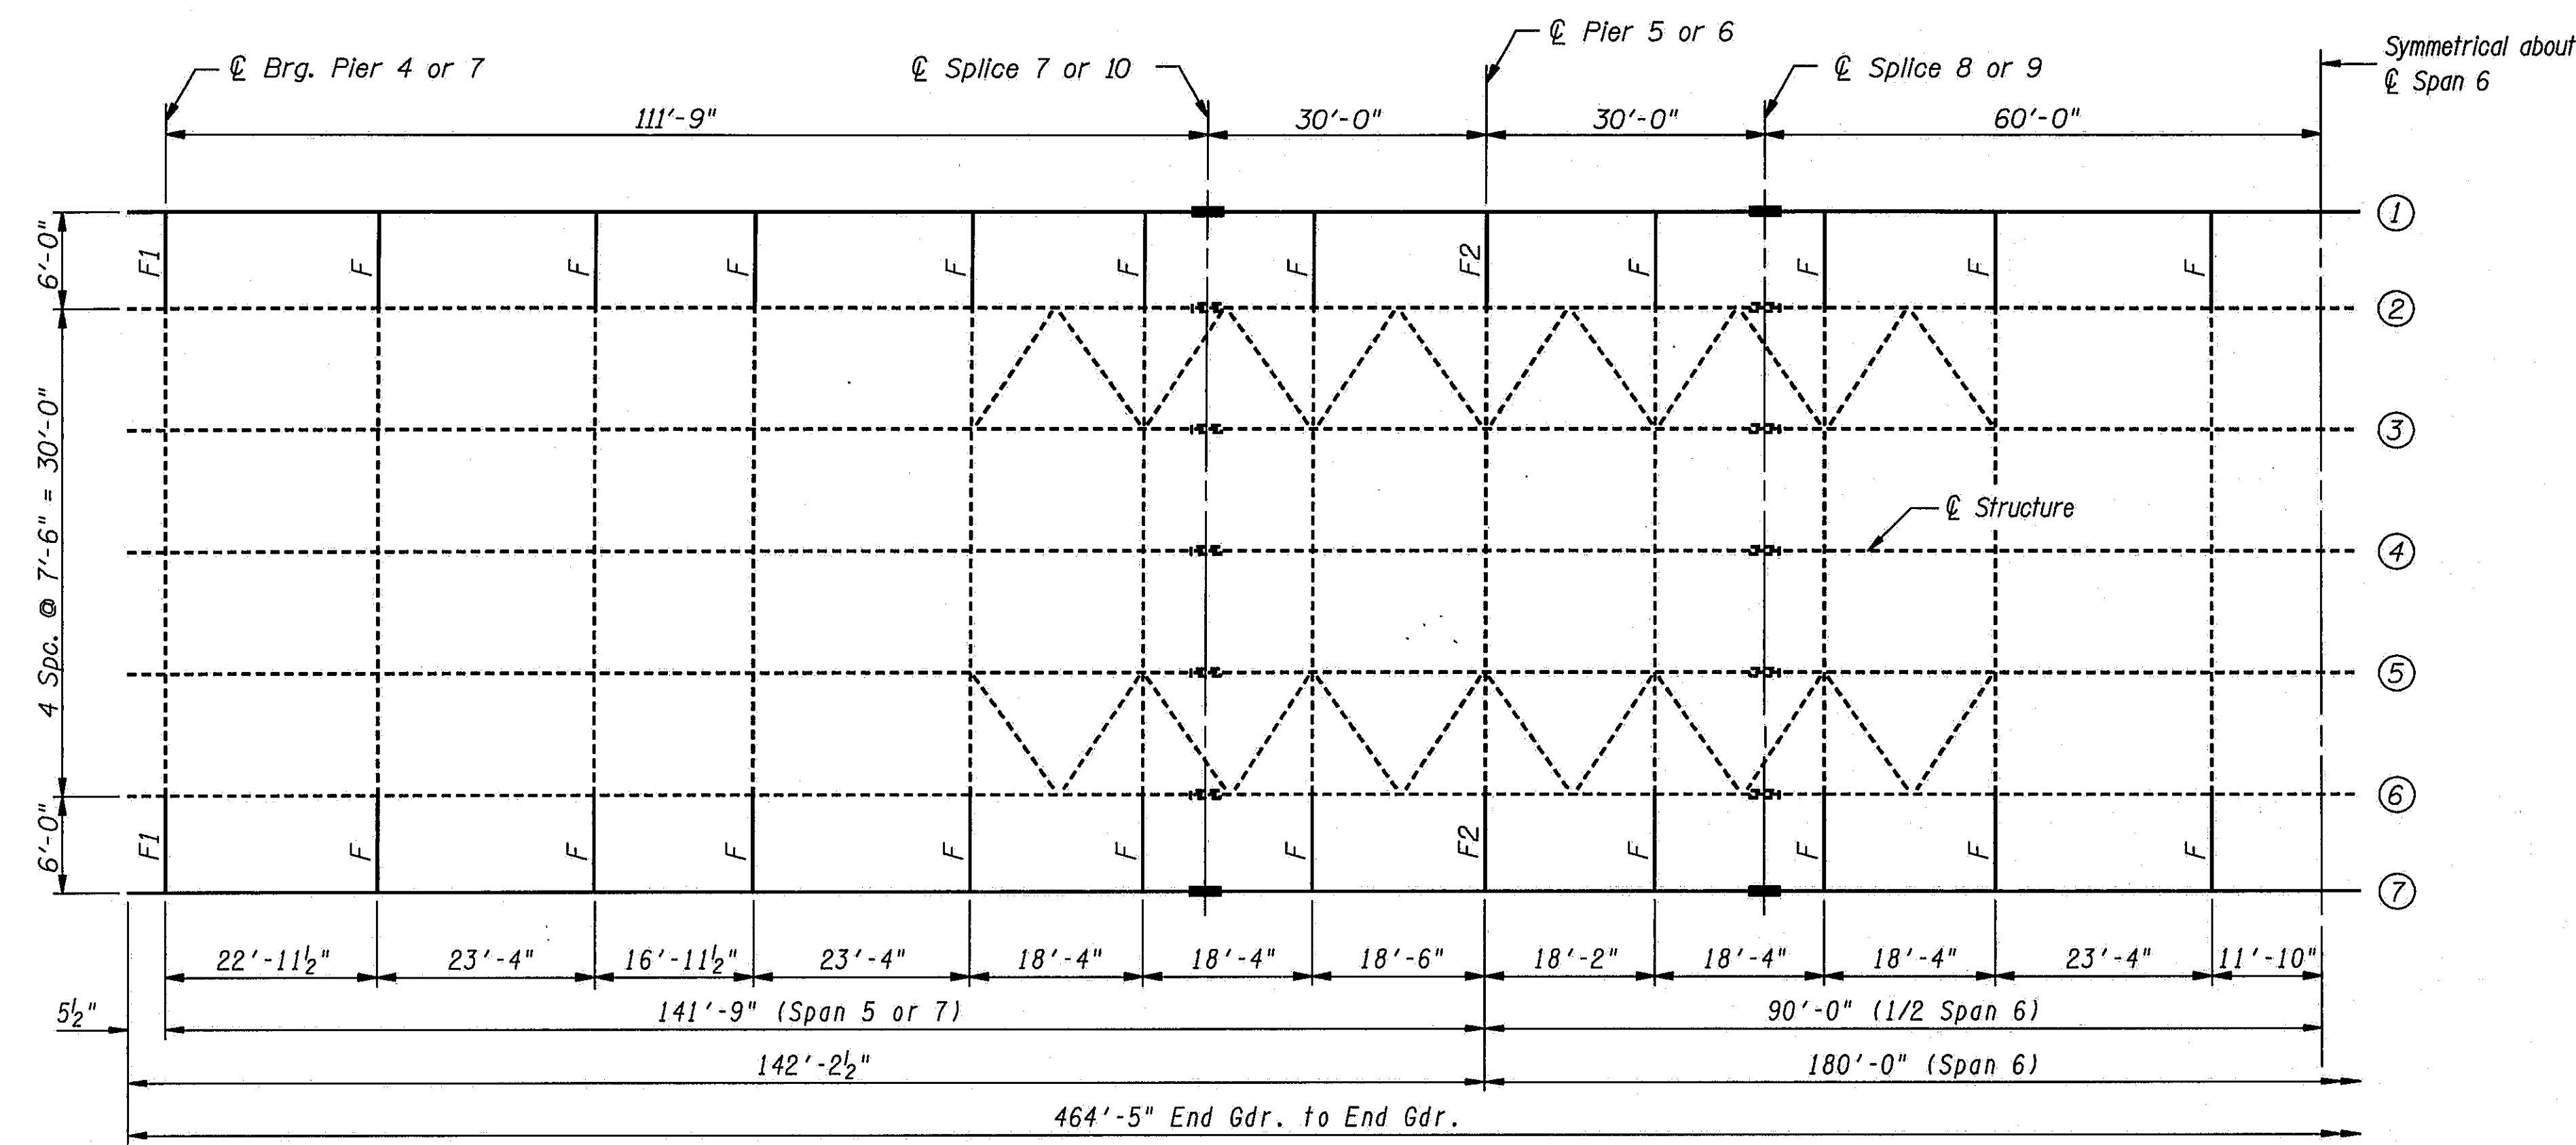 ℄ Pier 5 or 6
Symmetrical about
℄ Span 6
℄ Brg. Pier 4 or 7
℄ Splice 7 or 10
℄ Splice 8 or 9
111'-9"
30'-0"
30'-0"
60'-0"
1
6'-0"
F1
F
F
F
F
F
F
F2
F
F
F
F
2
3
4 Spc. @ 7'-6" = 30'-0"
℄ Structure
4
5
6
6'-0"
F1
F
F
F
F
F
F
F2
F
F
F
F
7
22'-11½"
23'-4"
16'-11½"
23'-4"
18'-4"
18'-4"
18'-6"
18'-2"
18'-4"
18'-4"
23'-4"
11'-10"
5½"
141'-9" (Span 5 or 7)
90'-0" (1/2 Span 6)
142'-2½"
180'-0" (Span 6)
464'-5" End Gdr. to End Gdr.